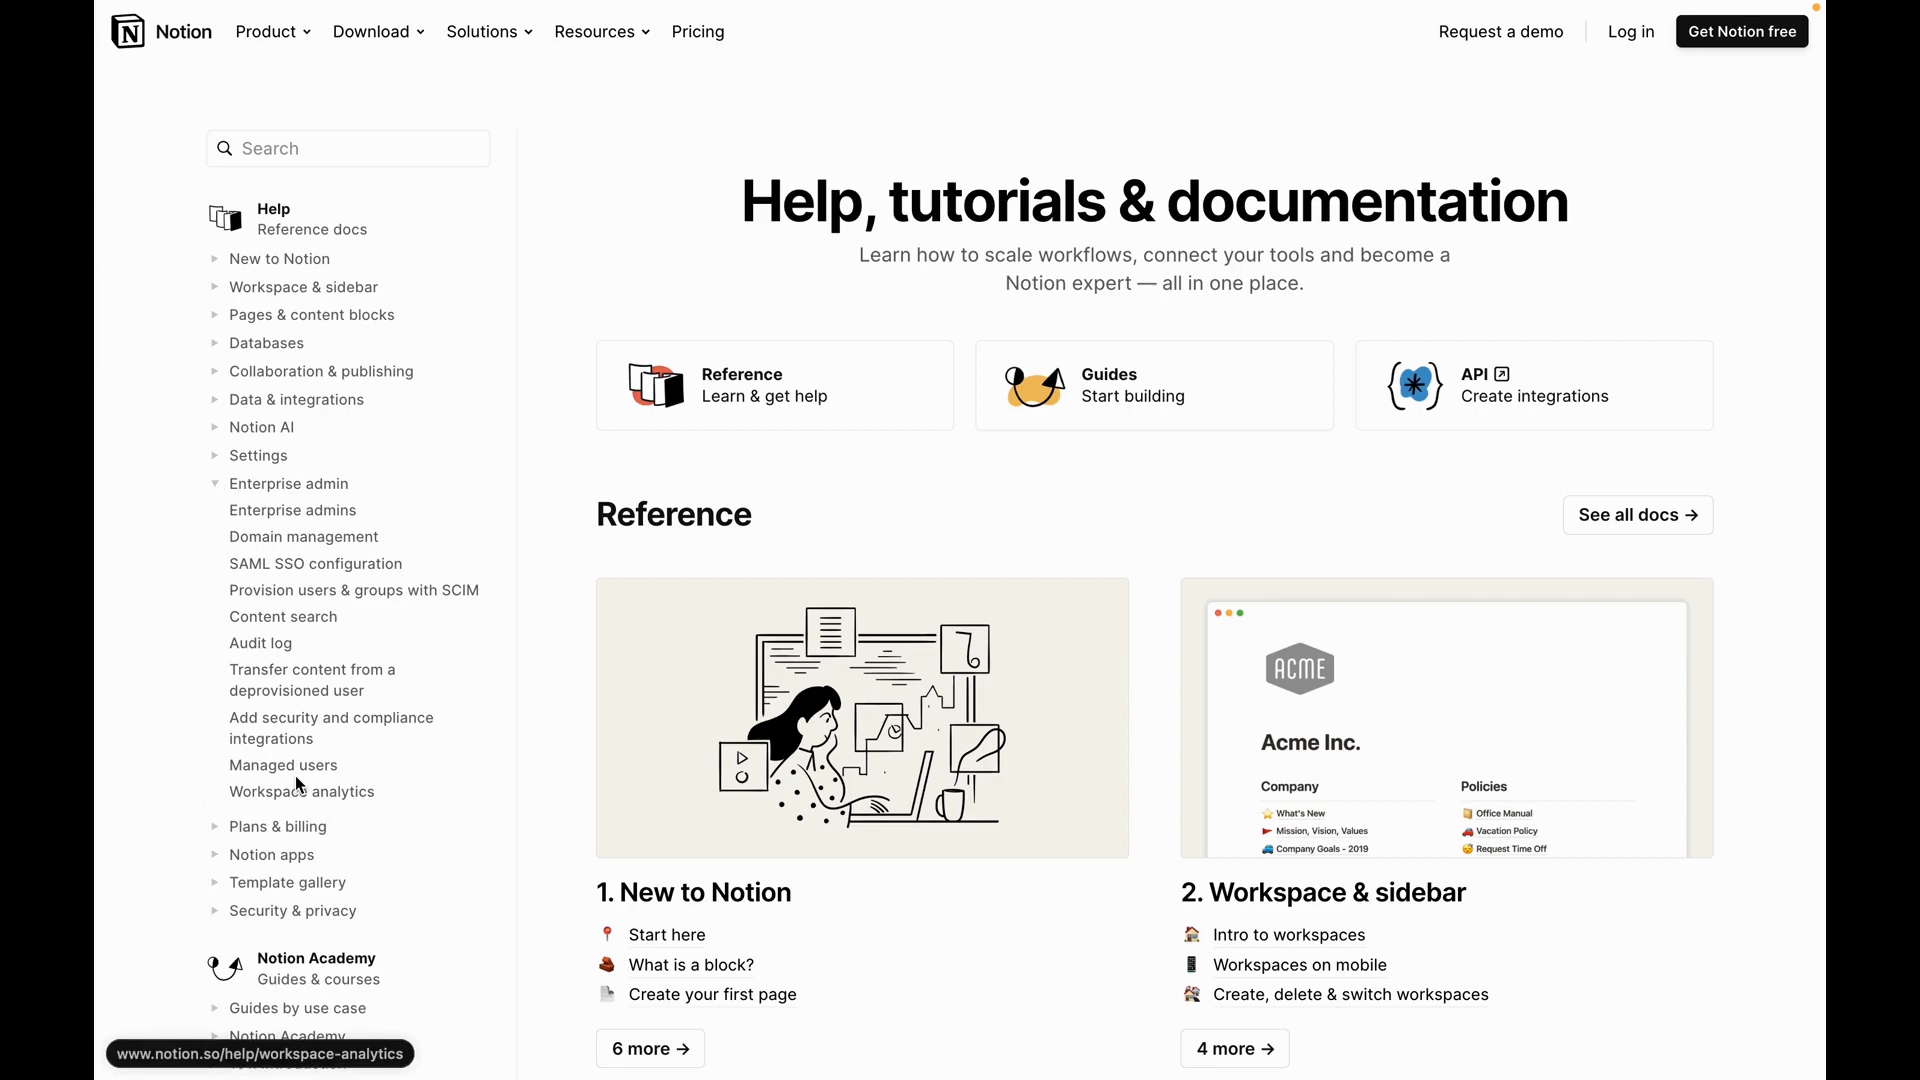 Notion
Product
Download
Solutions
Resources
Pricing
Request a demo
Log in
Get Notion free
Search
Help
Reference docs
New to Notion
Workspace & sidebar
Pages & content blocks
Databases
Collaboration & publishing
Data & integrations
Notion AI
Settings
Enterprise admin
Enterprise admins
Domain management
SAML SSO configuration
Provision users & groups with SCIM
Content search
Audit log
Transfer content from a
deprovisioned user
Add security and compliance
integrations
Managed users
Workspace analytics
Plans & billing
Notion apps
Template gallery
Security & privacy
Notion Academy
Guides & courses
Guides by use case
Notion Academy
www.notion.so/help/workspace-analytics
Help, tutorials & documentation
Learn how to scale workflows, connect your tools and become a
Notion expert — all in one place.
Reference
Learn & get help
Guides
Start building
API
Create integrations
Reference
See all docs →
1. New to Notion
Start here
What is a block?
Create your first page
6 more →
ACME
Acme Inc.
Company
What's New
Mission, Vision, Values
Company Goals - 2019
Policies
Office Manual
Vacation Policy
Request Time Off
2. Workspace & sidebar
Intro to workspaces
Workspaces on mobile
Create, delete & switch workspaces
4 more →